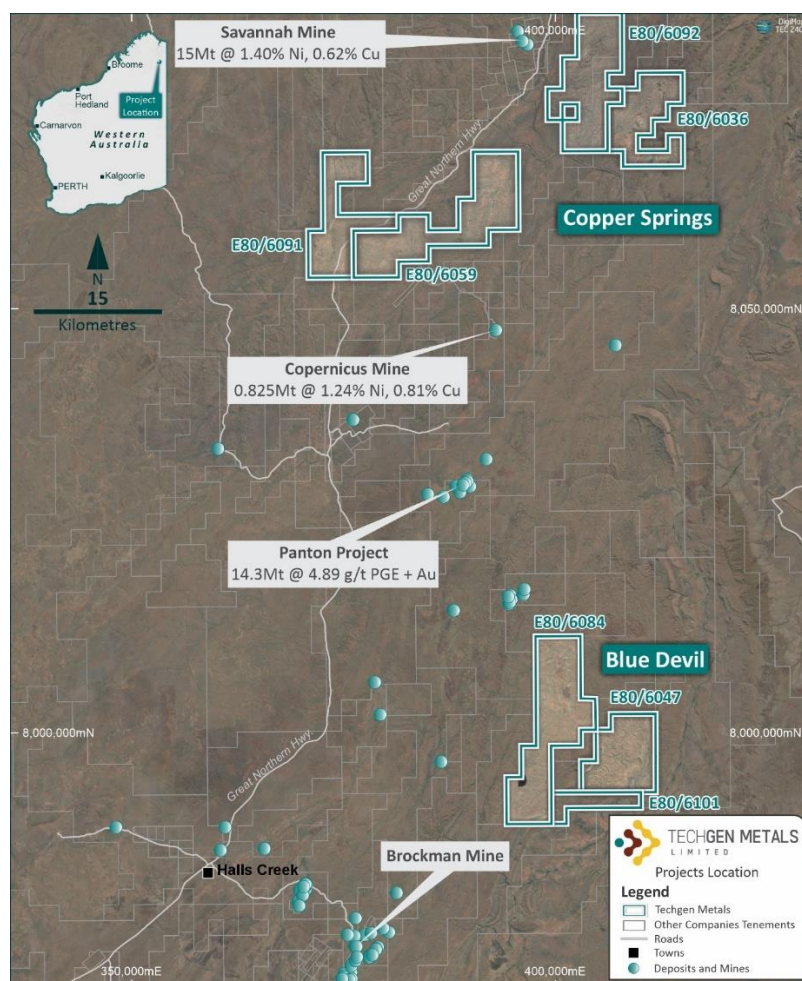 Savannah Mine
15Mt @ 1.40% Ni, 0.62% Cu
400,000mE
E80/6092
DigiMap
TEC 240
Broome
Port
Hedland
Project
Location
Carnarvon
Western
Australia
PERTH
Kalgoorlie
E80/6036
Great Northern Hwy
Copper Springs
E80/6091
E80/6059
N
15
Kilometres
8,050,000mN
Copernicus Mine
0.825Mt @ 1.24% Ni, 0.81% Cu
Panton Project
14.3Mt @ 4.89 g/t PGE + Au
E80/6084
Blue Devil
E80/6047
8,000,000mN
8,000,000mN
Great Northern Hwy
E80/6101
Halls Creek
Brockman Mine
TECHGEN METALS
LIMITED
Projects Location
Legend
Techgen Metals
Other Companies Tenements
Roads
Towns
Deposits and Mines
350,000mE
400,000mE